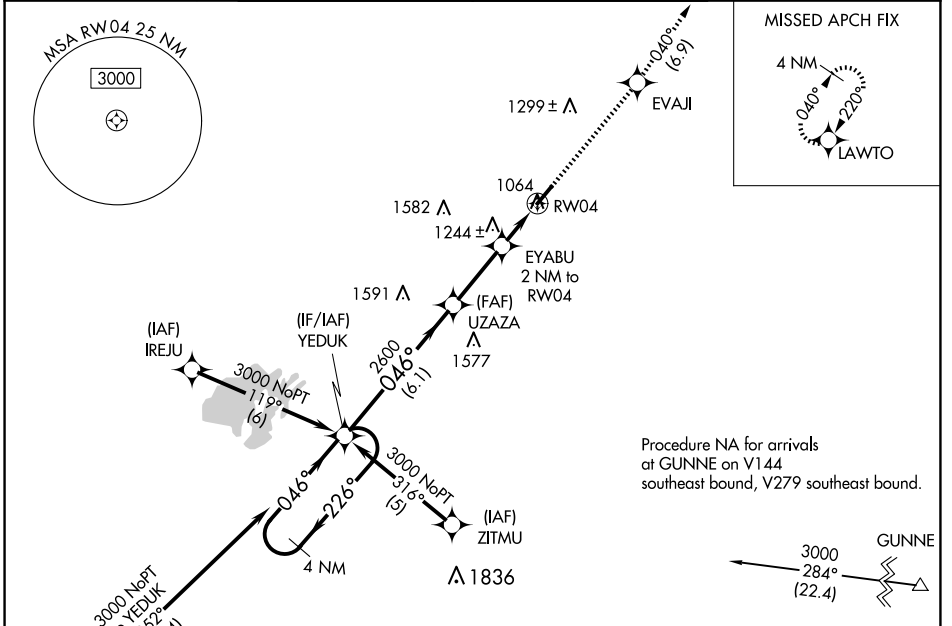 MSA RW04 25 NM
3000
MISSED APCH FIX
4 NM
040°
220°
LAWTO
040°
(6.9)
EVAJI
1299 ±
1064
RW04
1582
1244 ±
EYABU
2 NM to
RW04
1591
(FAF)
UZAZA
1577
(IF/IAF)
YEDUK
2600
046°
(6.1)
(IAF)
IREJU
3000 NoPT
119°
(6)
3000 NoPT
316°
(5)
(IAF)
ZITMU
046°
226°
4 NM
1836
3000 NoPT
YEDUK
52°
Procedure NA for arrivals
at GUNNE on V144
southeast bound, V279 southeast bound.
GUNNE
3000
284°
(22.4)